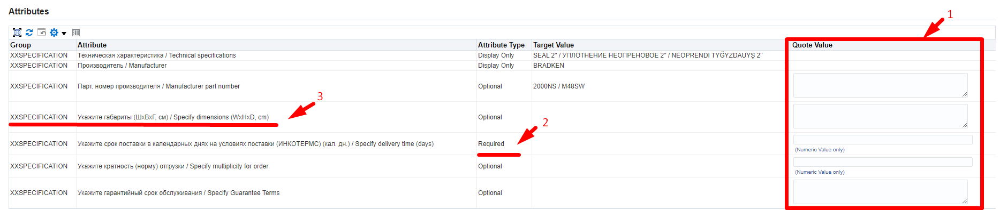 Attributes
1
Group Attribute Attribute Type Target Value Quote Value
XXSPECIFICATION Техническая характеристика / Technical specifications Display Only SEAL 2" / УПЛОТНЕНИЕ НЕОПРЕНОВОЕ 2" / NEOPRENDI TYĞYZDAUYŞ 2"
XXSPECIFICATION Производитель / Manufacturer Display Only BRADKEN
XXSPECIFICATION Парт. номер производителя / Manufacturer part number Optional 2000NS / M48SW
3
XXSPECIFICATION Укажите габариты (ШхВхГ, см) / Specify dimensions (WxHxD, cm) Optional
2
XXSPECIFICATION Укажите срок поставки в календарных днях на условиях поставки (ИНКОТЕРМС) (кал. дн.) / Specify delivery time (days) Required
(Numeric Value only)
XXSPECIFICATION Укажите кратность (норму) отгрузки / Specify multiplicity for order Optional
(Numeric Value only)
XXSPECIFICATION Укажите гарантийный срок обслуживания / Specify Guarantee Terms Optional